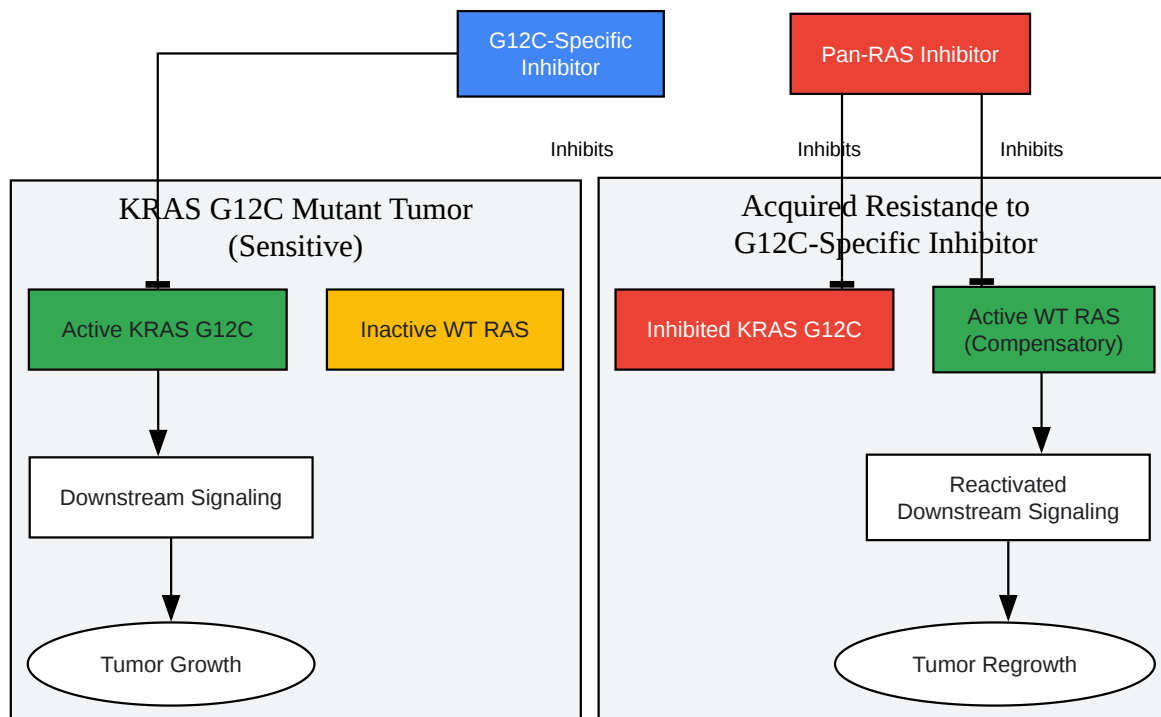 G12C-Specific
Inhibitor
Pan-RAS Inhibitor
Inhibits
Inhibits
Inhibits
KRAS G12C Mutant Tumor
(Sensitive)
Acquired Resistance to
G12C-Specific Inhibitor
Active KRAS G12C
Inactive WT RAS
Inhibited KRAS G12C
Active WT RAS
(Compensatory)
Downstream Signaling
Reactivated
Downstream Signaling
Tumor Growth
Tumor Regrowth